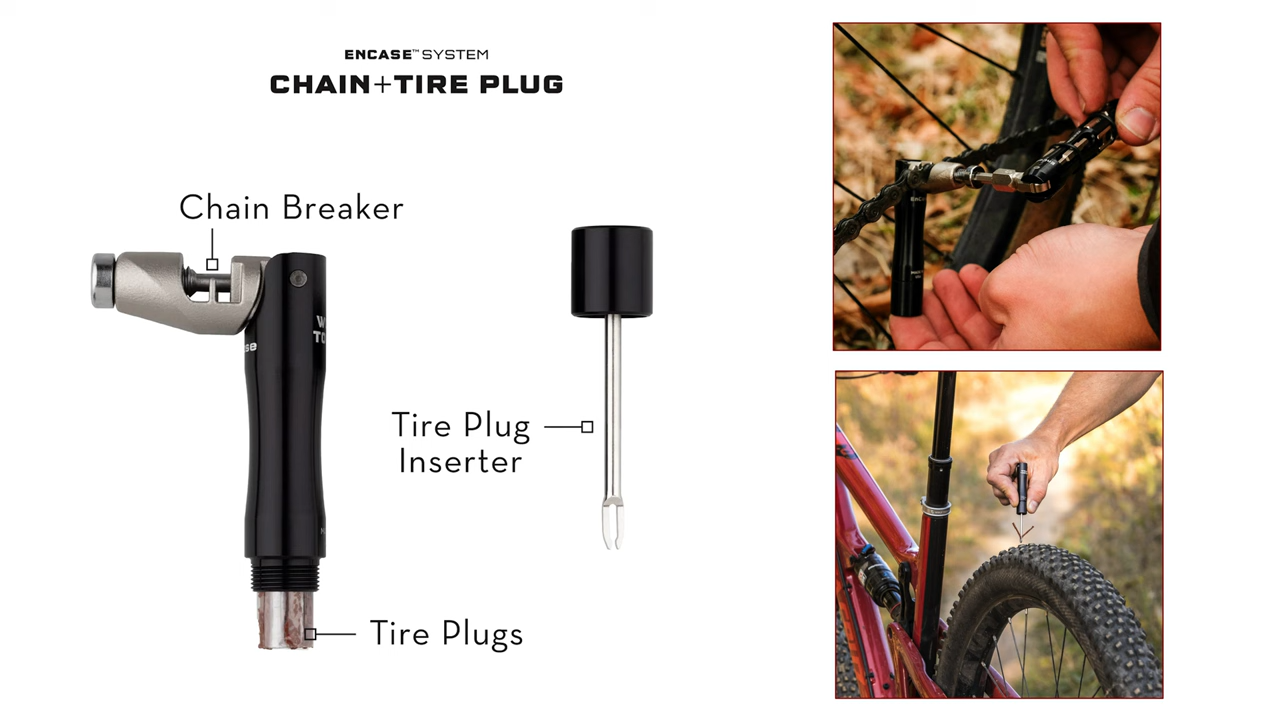 ENCASE™ SYSTEM
CHAIN+TIRE PLUG
Chain Breaker
Tire Plug
Inserter
Tire Plugs